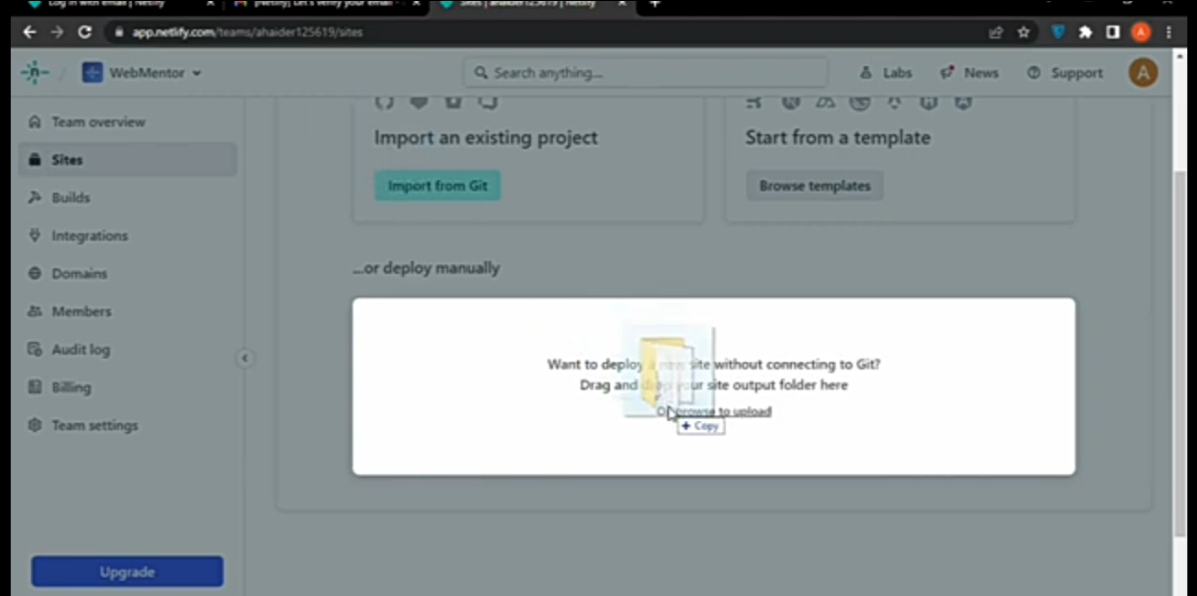 Log in with email | Netlify
[Netlify] Let's verify your email -
Sites | ahaider125619 | Netlify
app.netlify.com/teams/ahaider125619/sites
WebMentor
Search anything...
Labs
News
Support
A
A
Team overview
Sites
Builds
Integrations
Domains
Members
Audit log
Billing
Team settings
Upgrade
Import an existing project
Import from Git
Start from a template
Browse templates
...or deploy manually
Want to deploy a new site without connecting to Git?
Drag and drop your site output folder here
Or browse to upload
+ Copy